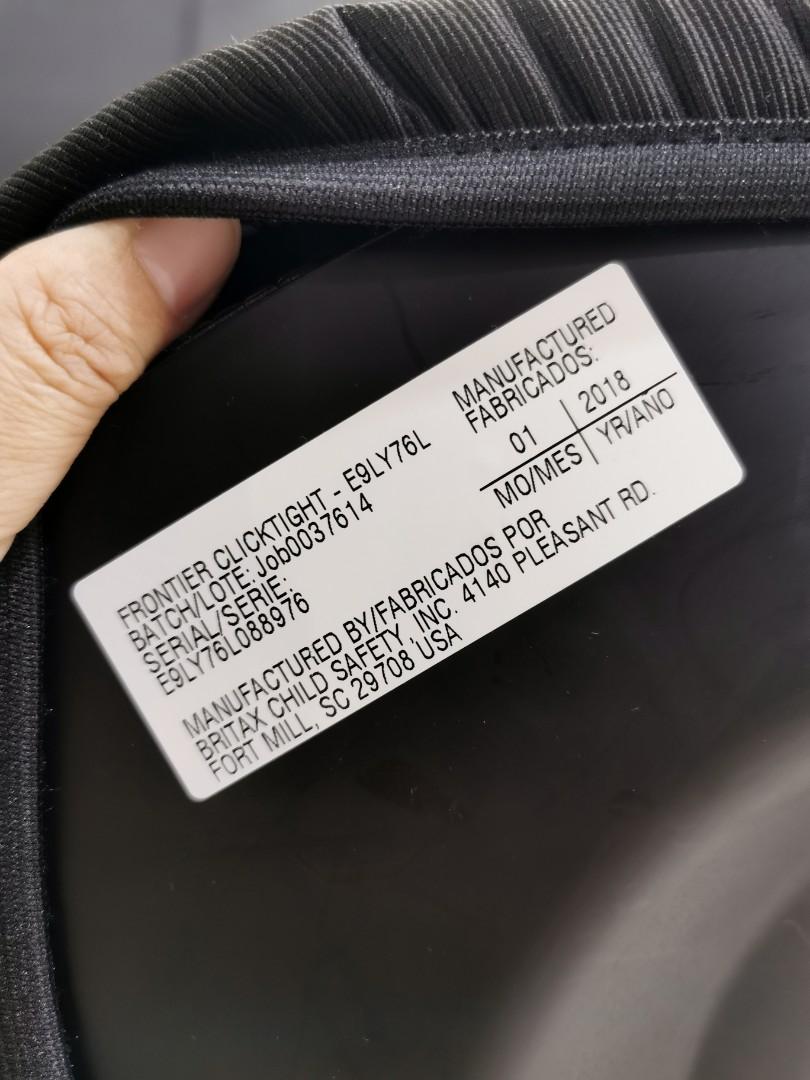 FRONTIER CLICKTIGHT - E9LY76L
BATCH/LOTE: Job0037614
SERIAL/SERIE:
E9LY76L088976
MANUFACTURED
FABRICADOS:
01 | 2018
MO/MES | YR/ANO
MANUFACTURED BY/FABRICADOS POR
BRITAX CHILD SAFETY, INC. 4140 PLEASANT RD.
FORT MILL, SC 29708 USA